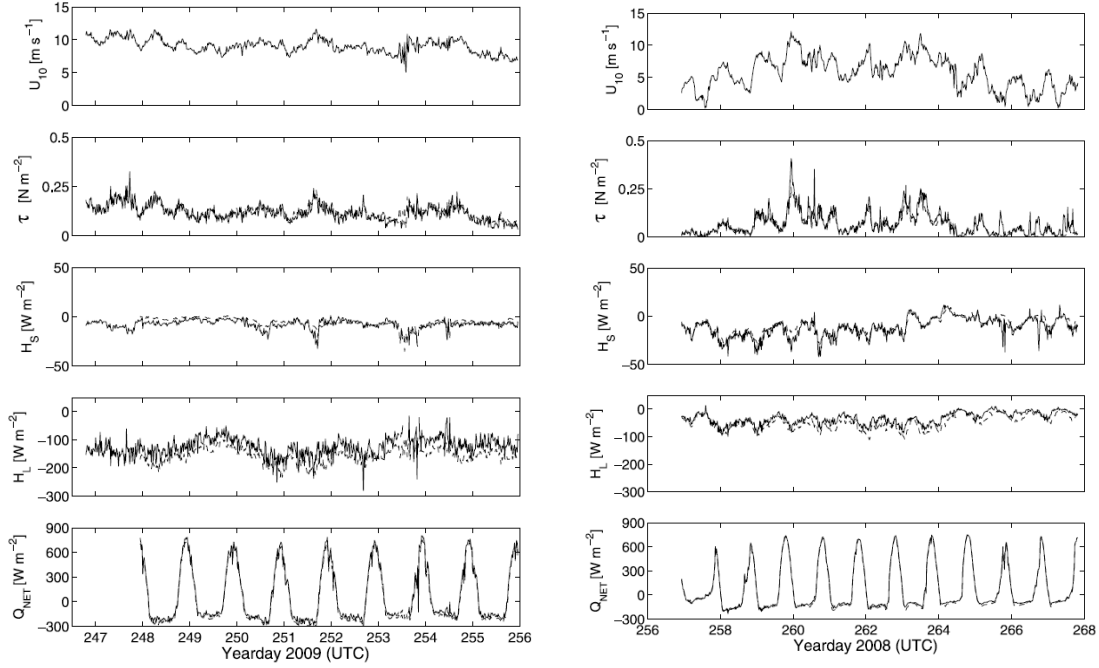 15
10
5
0
U10 [m s−1]
0.5
0.25
0
τ [N m−2]
50
0
−50
HS [W m−2]
0
−100
−200
−300
HL [W m−2]
900
600
300
0
−300
QNET [W m−2]
247 248 249 250 251 252 253 254 255 256
Yearday 2009 (UTC)
15
10
5
0
U10 [m s−1]
0.5
0.25
0
τ [N m−2]
50
0
−50
HS [W m−2]
0
−100
−200
−300
HL [W m−2]
900
600
300
0
−300
QNET [W m−2]
256 258 260 262 264 266 268
Yearday 2008 (UTC)